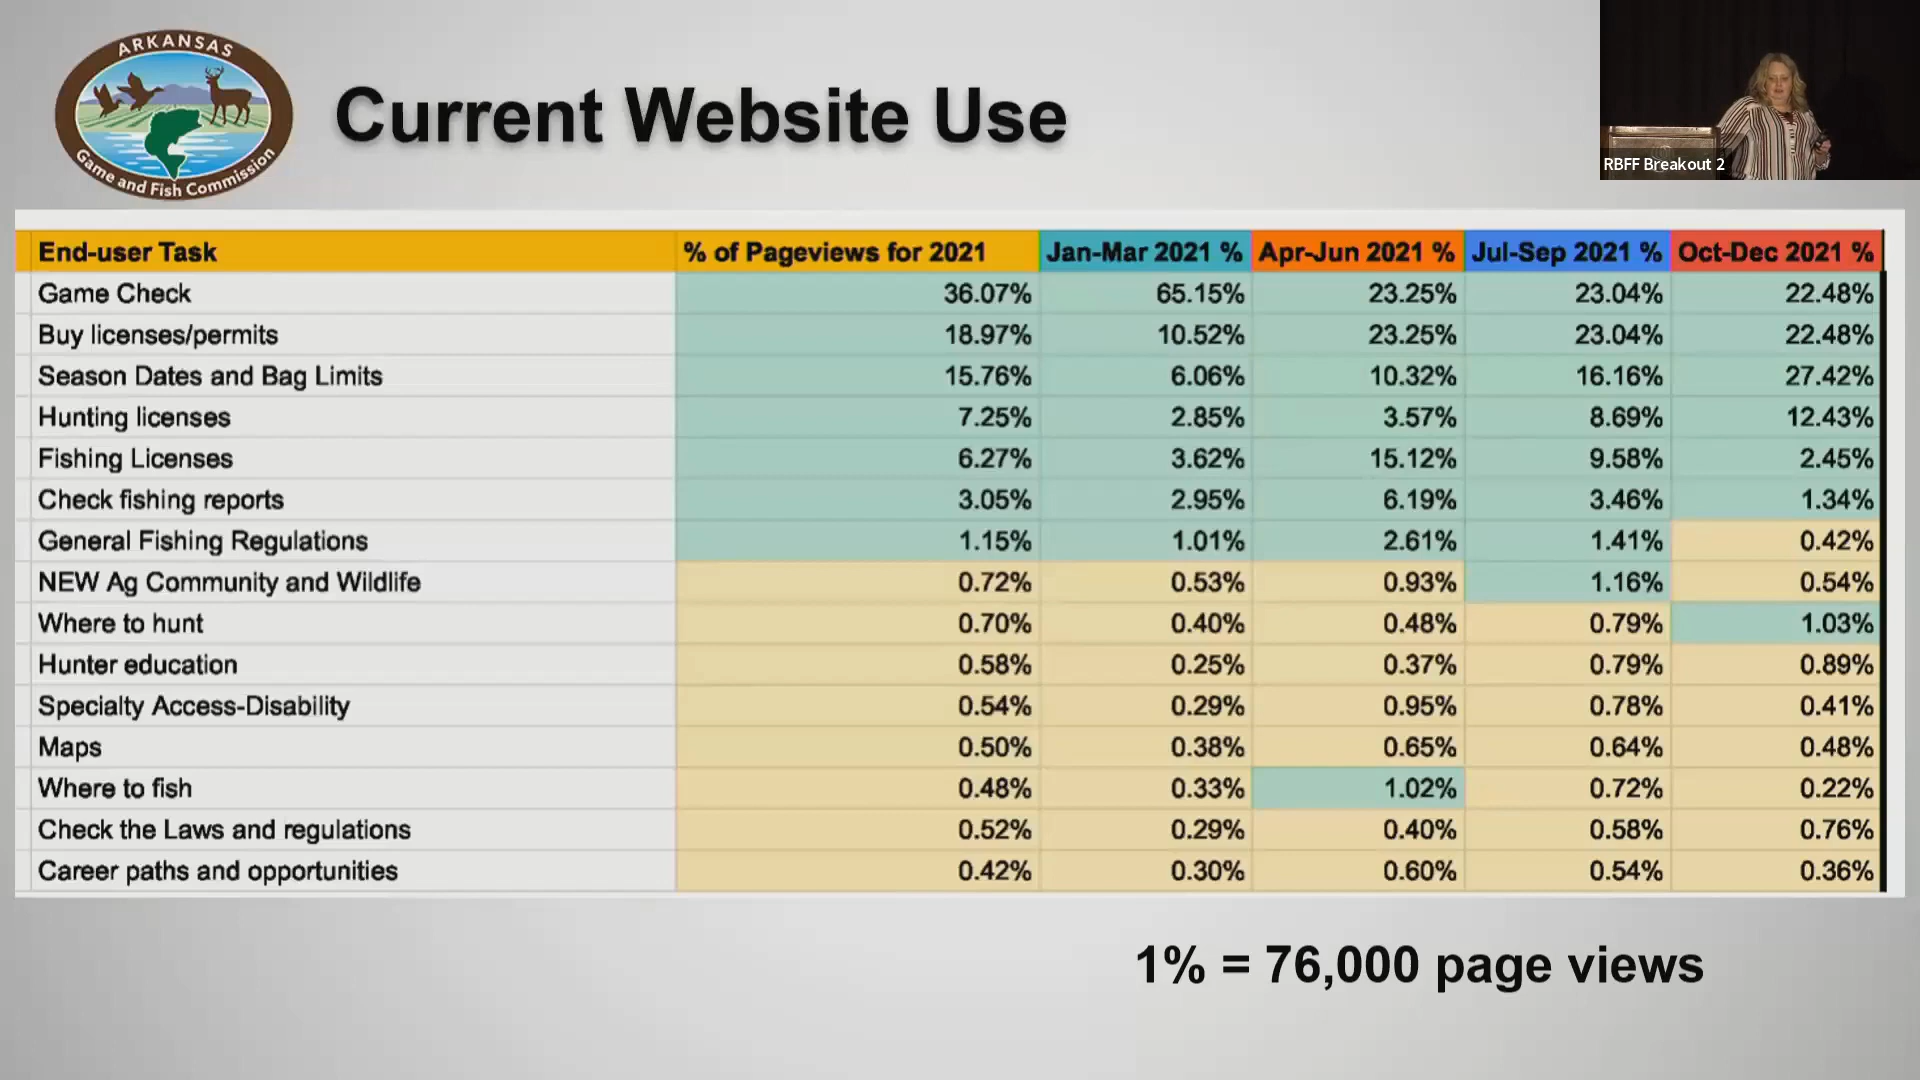 ARKANSAS
Game and Fish Commission
Current Website Use
RBFF Breakout 2
End-user Task % of Pageviews for 2021 Jan-Mar 2021 % Apr-Jun 2021 % Jul-Sep 2021 % Oct-Dec 2021 %
Game Check 36.07% 65.15% 23.25% 23.04% 22.48%
Buy licenses/permits 18.97% 10.52% 23.25% 23.04% 22.48%
Season Dates and Bag Limits 15.76% 6.06% 10.32% 16.16% 27.42%
Hunting licenses 7.25% 2.85% 3.57% 8.69% 12.43%
Fishing Licenses 6.27% 3.62% 15.12% 9.58% 2.45%
Check fishing reports 3.05% 2.95% 6.19% 3.46% 1.34%
General Fishing Regulations 1.15% 1.01% 2.61% 1.41% 0.42%
NEW Ag Community and Wildlife 0.72% 0.53% 0.93% 1.16% 0.54%
Where to hunt 0.70% 0.40% 0.48% 0.79% 1.03%
Hunter education 0.58% 0.25% 0.37% 0.79% 0.89%
Specialty Access-Disability 0.54% 0.29% 0.95% 0.78% 0.41%
Maps 0.50% 0.38% 0.65% 0.64% 0.48%
Where to fish 0.48% 0.33% 1.02% 0.72% 0.22%
Check the Laws and regulations 0.52% 0.29% 0.40% 0.58% 0.76%
Career paths and opportunities 0.42% 0.30% 0.60% 0.54% 0.36%
1% = 76,000 page views